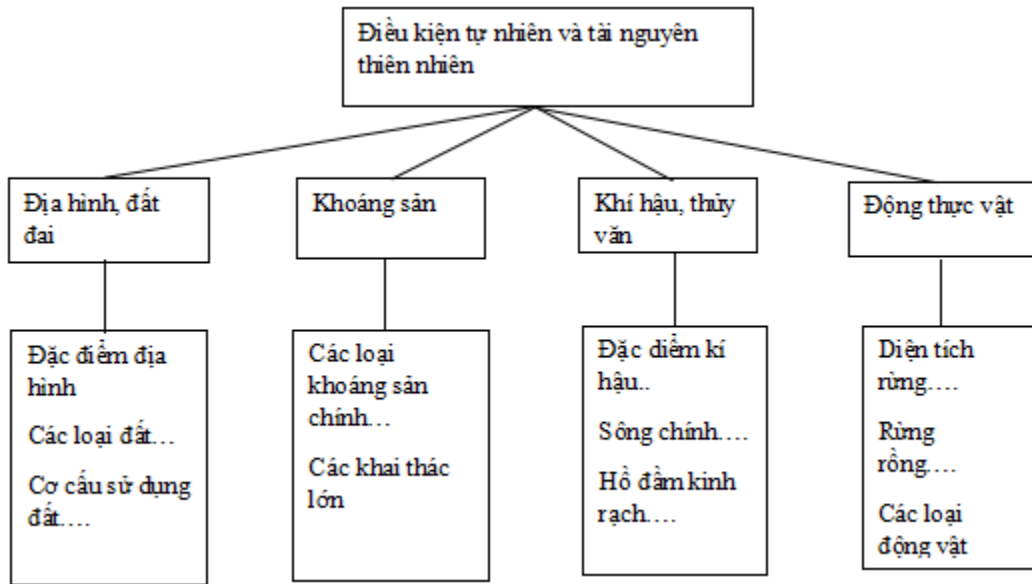 Điều kiện tự nhiên và tài nguyên
thiên nhiên
Địa hình, đất
đai
Khoáng sản
Khí hậu, thủy
văn
Động thực vật
Đặc điểm địa
hình
Các loại đất…
Cơ cấu sử dụng
đất….
Các loại
khoáng sản
chính…
Các khai thác
lớn
Đặc diểm kí
hậu..
Sông chính….
Hồ đầm kinh
rạch….
Diện tích
rừng….
Rừng
rồng….
Các loại
động vật